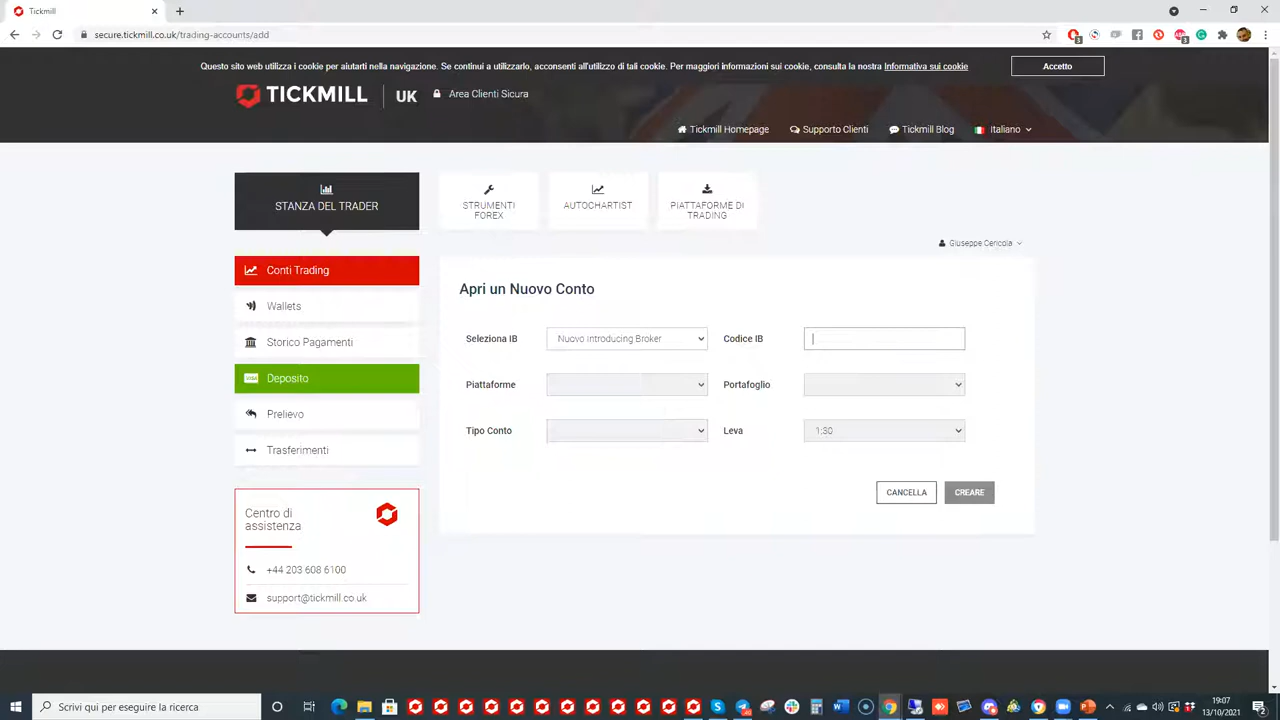 Tickmill
secure.tickmill.co.uk/trading-accounts/add
Questo sito web utilizza i cookie per aiutarti nella navigazione. Se continui a utilizzarlo, acconsenti all'utilizzo di tali cookie. Per maggiori informazioni sui cookie, consulta la nostra Informativa sui cookie
Accetto
TICKMILL UK Area Clienti Sicura
Tickmill Homepage Supporto Clienti Tickmill Blog Italiano
STANZA DEL TRADER
STRUMENTI
FOREX
AUTOCHARTIST
PIATTAFORME DI
TRADING
Giuseppe Cericola
Conti Trading
Wallets
Storico Pagamenti
Deposito
Prelievo
Trasferimenti
Apri un Nuovo Conto
Seleziona IB Nuovo Introducing Broker Codice IB
Piattaforme Portafoglio
Tipo Conto Leva 1:30
CANCELLA CREARE
Centro di
assistenza
+44 203 608 6100
support@tickmill.co.uk
Scrivi qui per eseguire la ricerca
19:07
13/10/2021